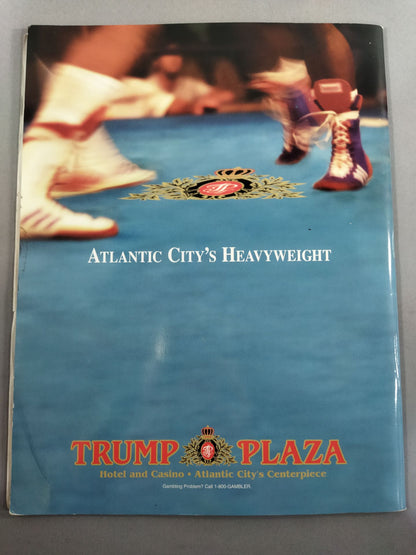 ATLANTIC CITY'S HEAVYWEIGHT
TRUMP PLAZA
Hotel and Casino • Atlantic City's Centerpiece
Gambling Problem? Call 1-800-GAMBLER.